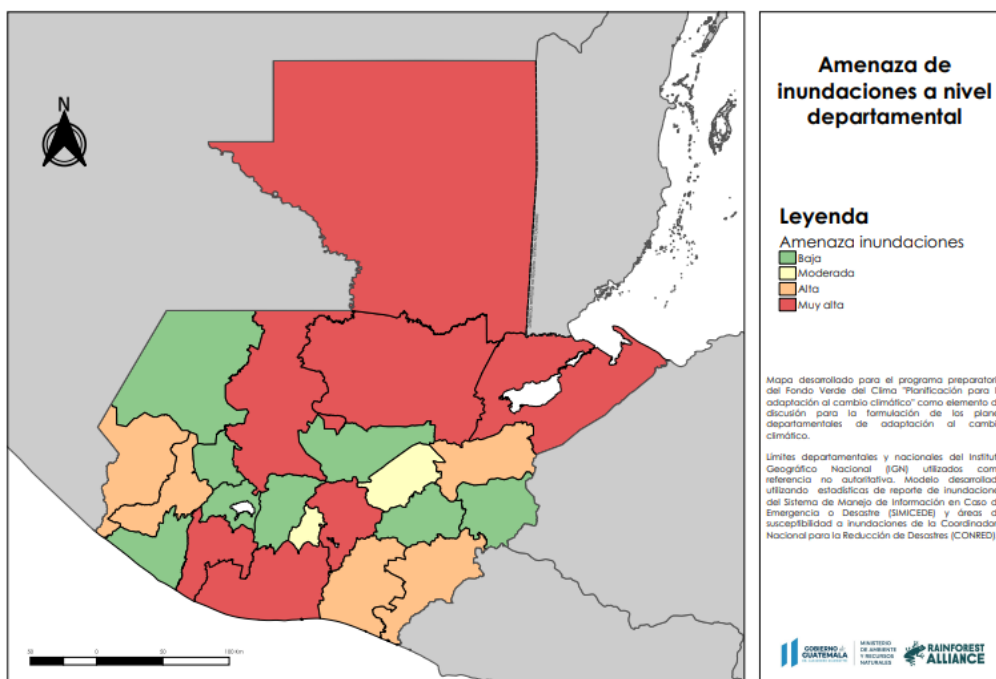 N
Amenaza de
inundaciones a nivel
departamental
Leyenda
Amenaza inundaciones
Baja
Moderada
Alta
Muy alta
Mapa desarrollado para el programa preparatori
del Fondo Verde del Clima "Planificación para l
adaptación al cambio climático" como elemento d
discusión para la formulación de los plane
departamentales de adaptación al cambi
climático.
Límites departamentales y nacionales del Institut
Geográfico Nacional (IGN) utilizados com
referencia no autoritativa. Modelo desarrollad
utilizando estadísticas de reporte de inundacione
del Sistema de Manejo de Información en Caso d
Emergencia o Desastre (SIMICEDE) y áreas d
susceptibilidad a inundaciones de la Coordinador
Nacional para la Reducción de Desastres (CONRED)
50 0 50 100 Km
GOBIERNO de
GUATEMALA
MINISTERIO
DE AMBIENTE
Y RECURSOS
NATURALES
RAINFOREST
ALLIANCE